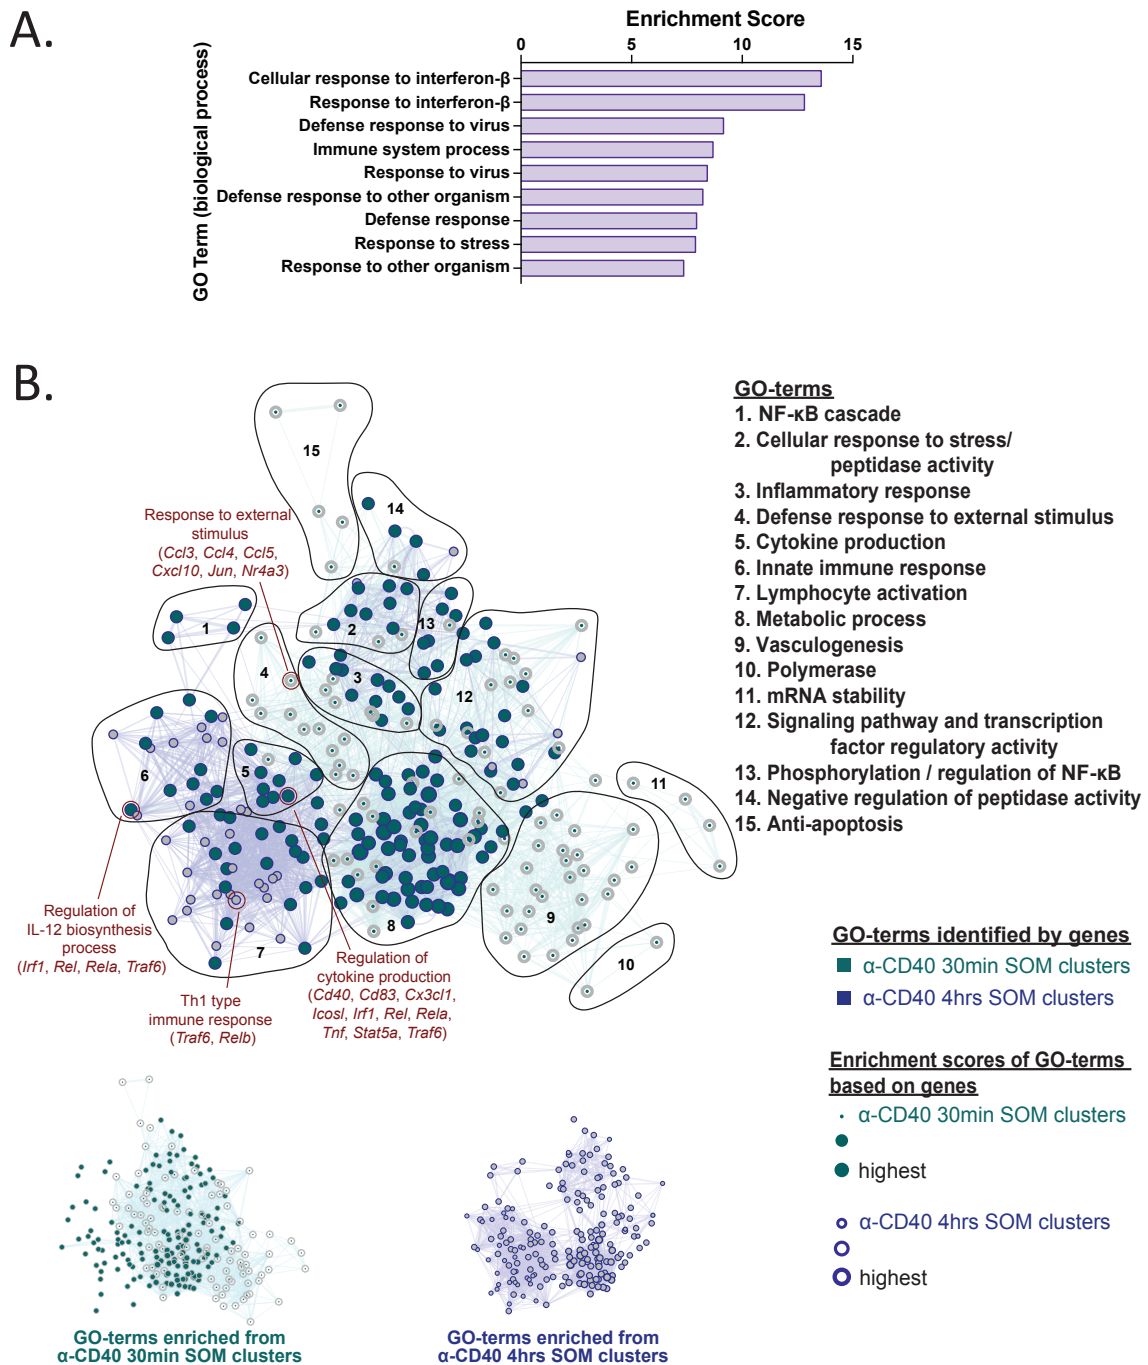 A.
Enrichment Score
0 5 10 15
GO Term (biological process)
Cellular response to interferon-β
Response to interferon-β
Defense response to virus
Immune system process
Response to virus
Defense response to other organism
Defense response
Response to stress
Response to other organism
B.
GO-terms
1. NF-κB cascade
2. Cellular response to stress/
peptidase activity
3. Inflammatory response
4. Defense response to external stimulus
5. Cytokine production
6. Innate immune response
7. Lymphocyte activation
8. Metabolic process
9. Vasculogenesis
10. Polymerase
11. mRNA stability
12. Signaling pathway and transcription
factor regulatory activity
13. Phosphorylation / regulation of NF-κB
14. Negative regulation of peptidase activity
15. Anti-apoptosis
15
14
Response to external
stimulus
(Ccl3, Ccl4, Ccl5,
Cxcl10, Jun, Nr4a3)
1
2
13
4
3
12
6
5
11
8
9
7
10
Regulation of
IL-12 biosynthesis
process
(Irf1, Rel, Rela, Traf6)
Th1 type
immune response
(Traf6, Relb)
Regulation of
cytokine production
(Cd40, Cd83, Cx3cl1,
Icosl, Irf1, Rel, Rela,
Tnf, Stat5a, Traf6)
GO-terms identified by genes
α-CD40 30min SOM clusters
α-CD40 4hrs SOM clusters
Enrichment scores of GO-terms
based on genes
α-CD40 30min SOM clusters
highest
α-CD40 4hrs SOM clusters
highest
GO-terms enriched from
α-CD40 30min SOM clusters
GO-terms enriched from
α-CD40 4hrs SOM clusters